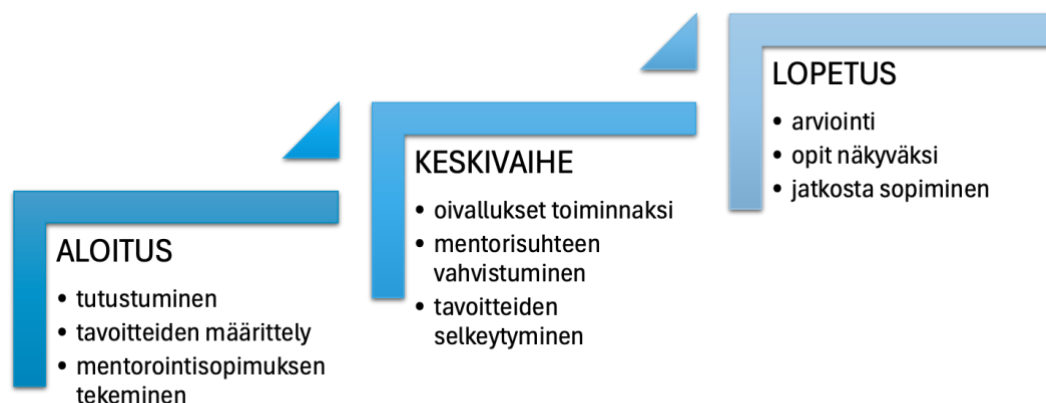 ALOITUS
• tutustuminen
• tavoitteiden määrittely
• mentorointisopimuksen
tekeminen
KESKIVAIHE
• oivallukset toiminnaksi
• mentorisuhteen
vahvistuminen
• tavoitteiden
selkeytyminen
LOPETUS
• arviointi
• opit näkyväksi
• jatkosta sopiminen